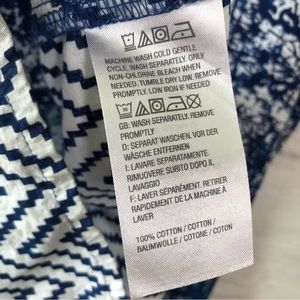 MACHINE WASH COLD GENTLE
CYCLE. WASH SEPARATELY. ONLY
NON-CHLORINE BLEACH WHEN
NEEDED. TUMBLE DRY LOW. REMOVE
PROMPTLY. LOW IRON IF NEEDED
GB: WASH SEPARATELY. REMOVE
PROMPTLY
D: SEPARAT WASCHEN. VOR DER
WÄSCHE ENTFERNEN
I: LAVARE SEPARATAMENTE.
RIMUOVERE SUBITO DOPO IL
LAVAGGIO
F: LAVER SÉPARÉMENT. RETIRER
RAPIDEMENT DE LA MACHINE À
LAVER
100% COTTON / COTTON /
BAUMWOLLE / COTONE / COTON